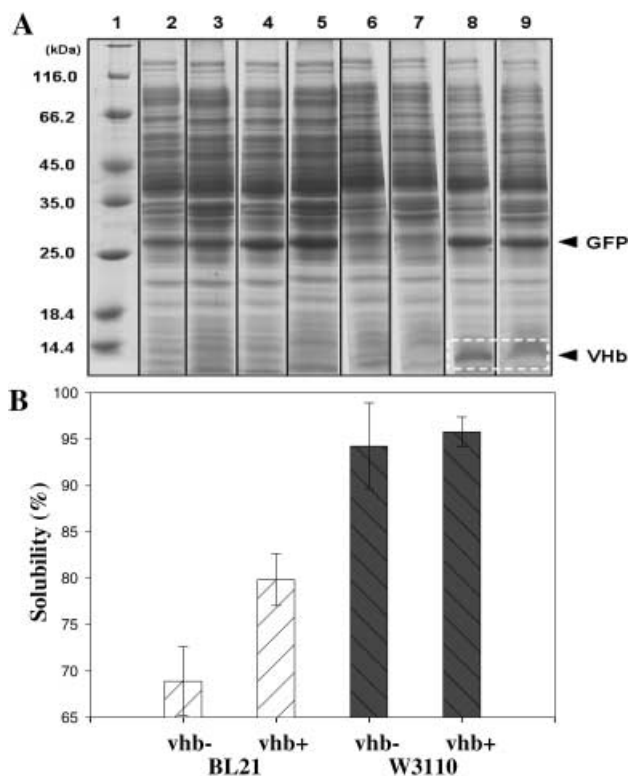 A 1 2 3 4 5 6 7 8 9
(kDa)
116.0
66.2
45.0
35.0
25.0
18.4
14.4
GFP
VHb
B
Solubility (%)
100
95
90
85
80
75
70
65
vhb- vhb+ vhb- vhb+
BL21 W3110